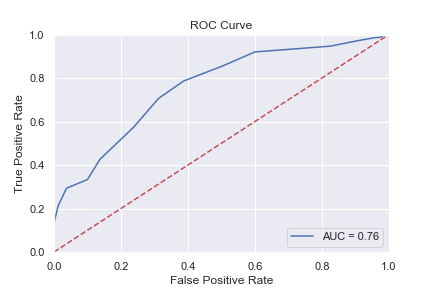 ROC Curve
True Positive Rate
1.0
0.8
0.6
0.4
0.2
0.0
AUC = 0.76
0.0 0.2 0.4 0.6 0.8 1.0
False Positive Rate